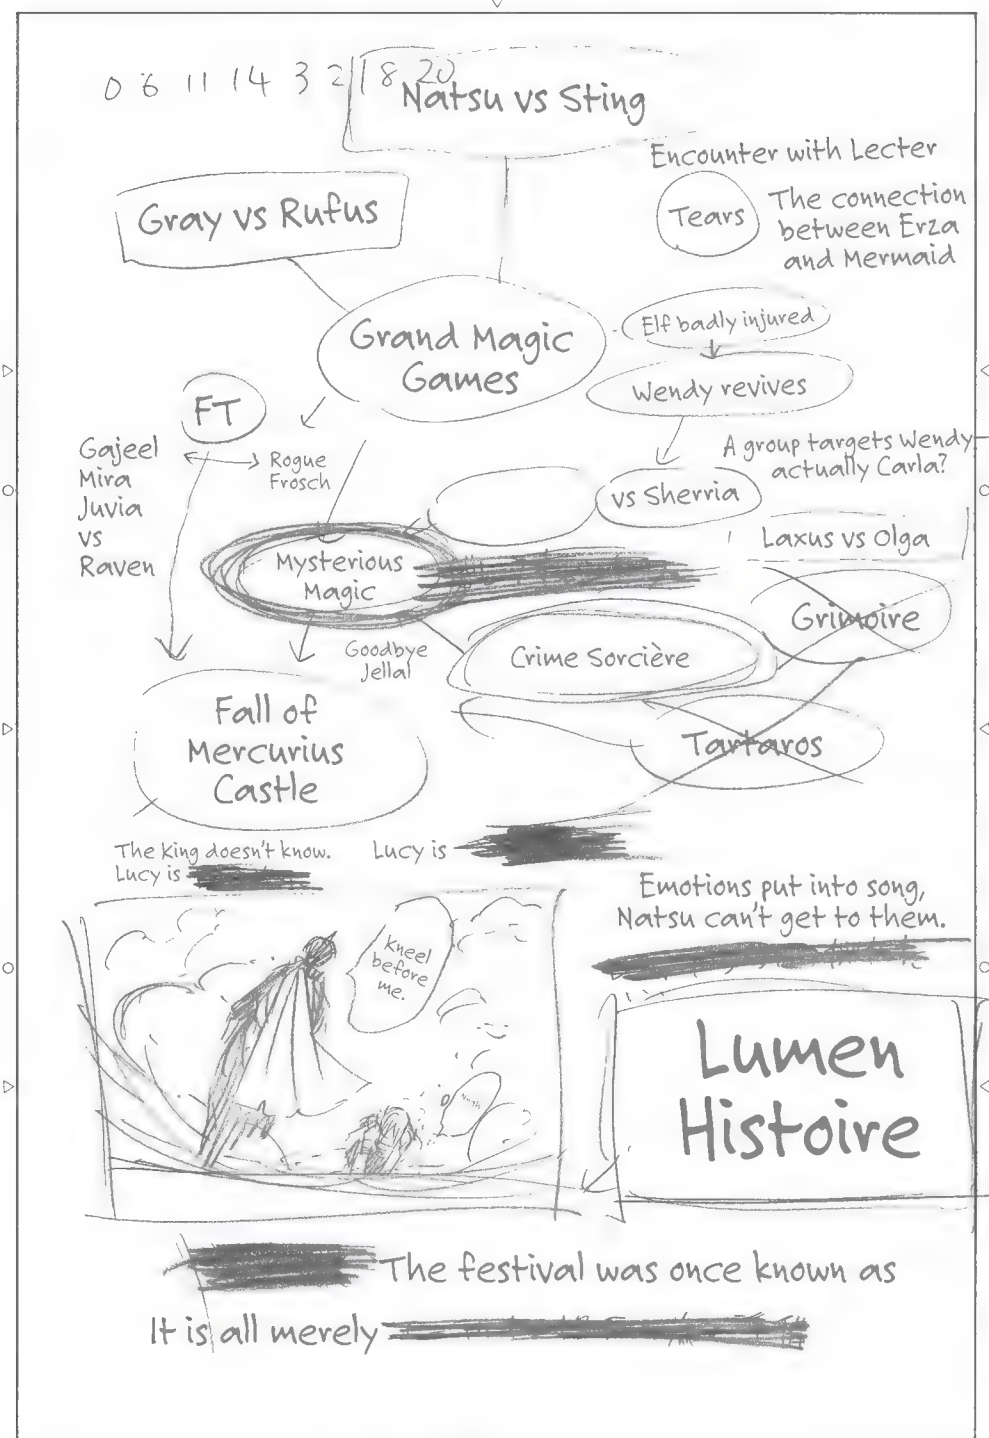 0 6 11 14 3 2 18 20
Natsu vs Sting
Encounter with Lecter
Tears
The connection
between Erza
and Mermaid
Gray vs Rufus
Grand Magic
Games
Elf badly injured
Wendy revives
FT
Gajeel
Mira
Juvia
vs
Raven
Rogue
Frosch
A group targets Wendy
actually Carla?
vs Sherria
Laxus vs Olga
Mysterious
Magic
Grimoire
Goodbye
Jellal
Crime Sorcière
Fall of
Mercurius
Castle
Tartaros
The king doesn't know.
Lucy is
Lucy is
Emotions put into song,
Natsu can't get to them.
Kneel
before
me.
Nngh
Lumen
Histoire
The festival was once known as
It is all merely